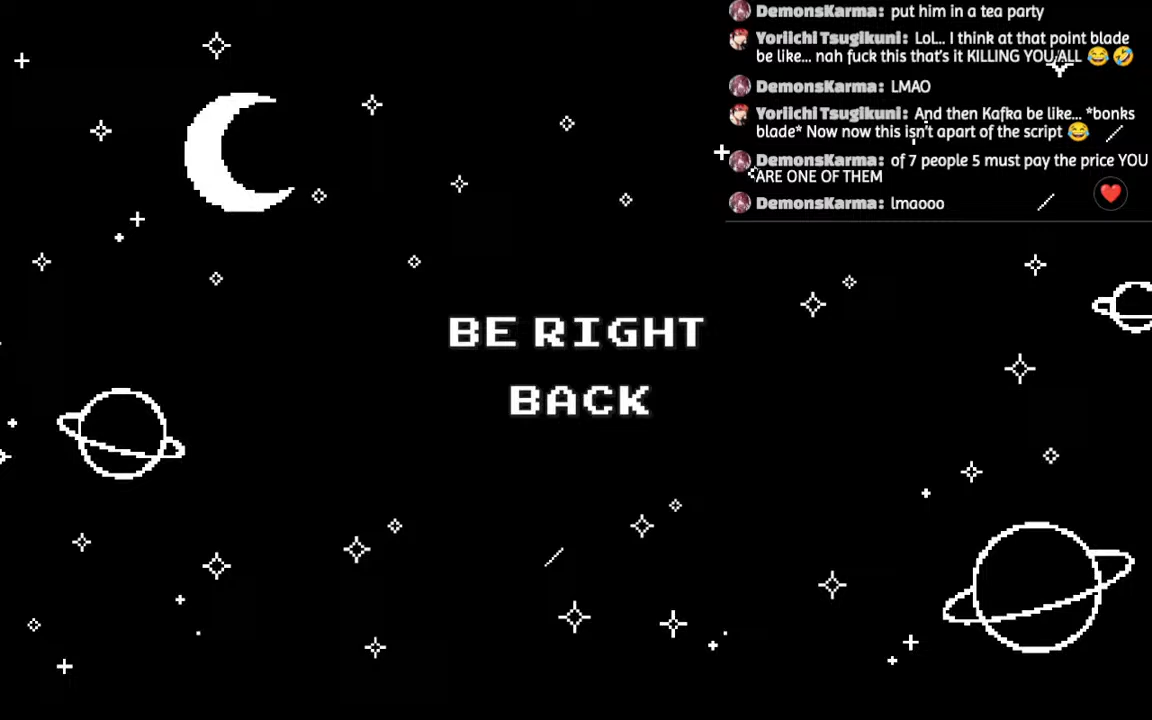 DemonsKarma: put him in a tea party
Yoriichi Tsugikuni: LoL... I think at that point blade
be like... nah fuck this that's it KILLING YOU ALL 😂 🤣
DemonsKarma: LMAO
Yoriichi Tsugikuni: And then Kafka be like... *bonks
blade* Now now this isn't apart of the script 😂
DemonsKarma: of 7 people 5 must pay the price YOU
ARE ONE OF THEM
DemonsKarma: lmaooo
BE RIGHT
BACK